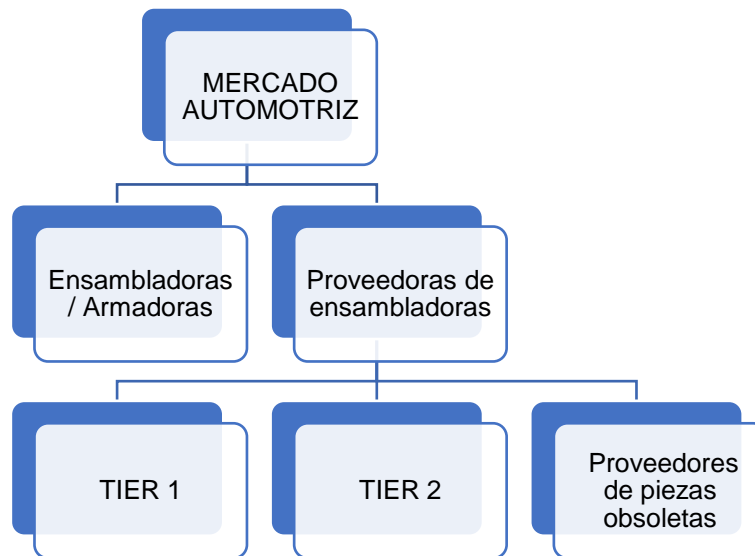 MERCADO
AUTOMOTRIZ
Ensambladoras
/ Armadoras
Proveedoras de
ensambladoras
TIER 1
TIER 2
Proveedores
de piezas
obsoletas